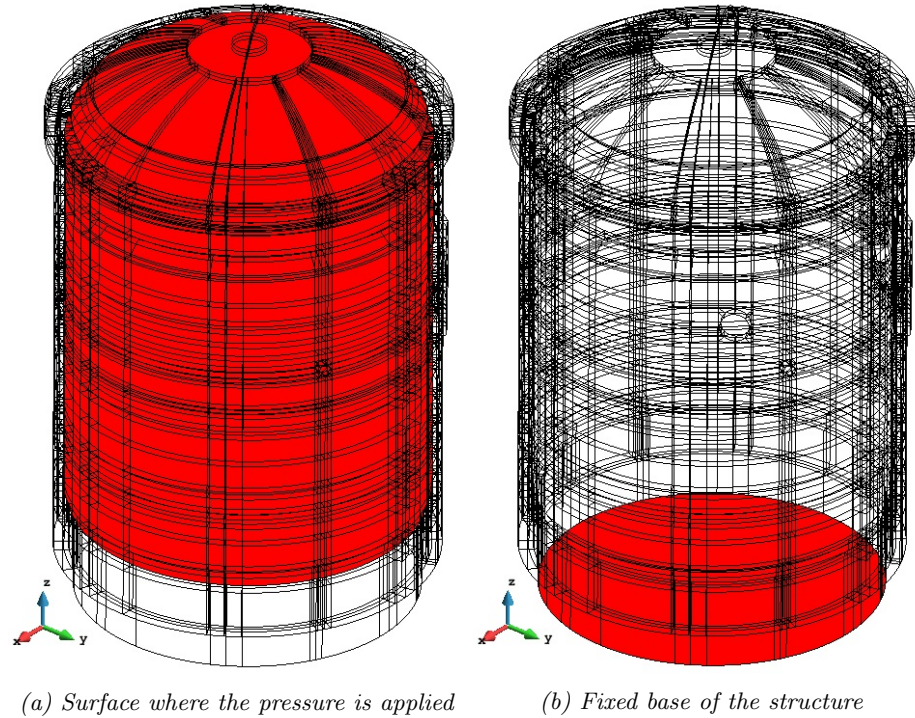 z
x
y
z
x
y
(a) Surface where the pressure is applied
(b) Fixed base of the structure